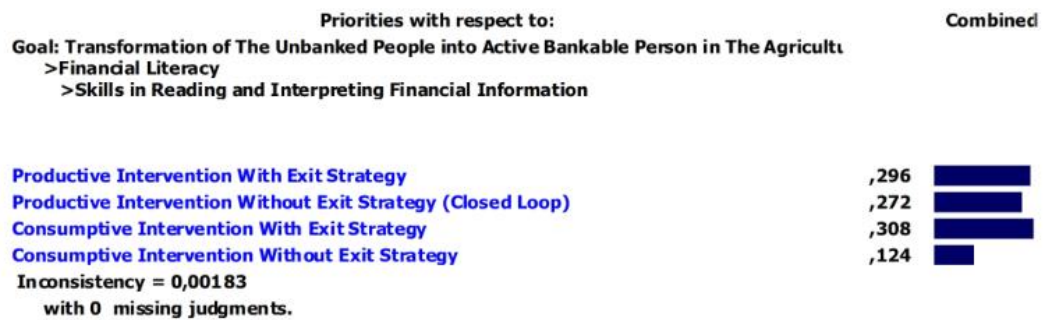 Priorities with respect to: Combined
Goal: Transformation of The Unbanked People into Active Bankable Person in The Agricultu
>Financial Literacy
>Skills in Reading and Interpreting Financial Information
Productive Intervention With Exit Strategy ,296
Productive Intervention Without Exit Strategy (Closed Loop) ,272
Consumptive Intervention With Exit Strategy ,308
Consumptive Intervention Without Exit Strategy ,124
Inconsistency = 0,00183
with 0 missing judgments.